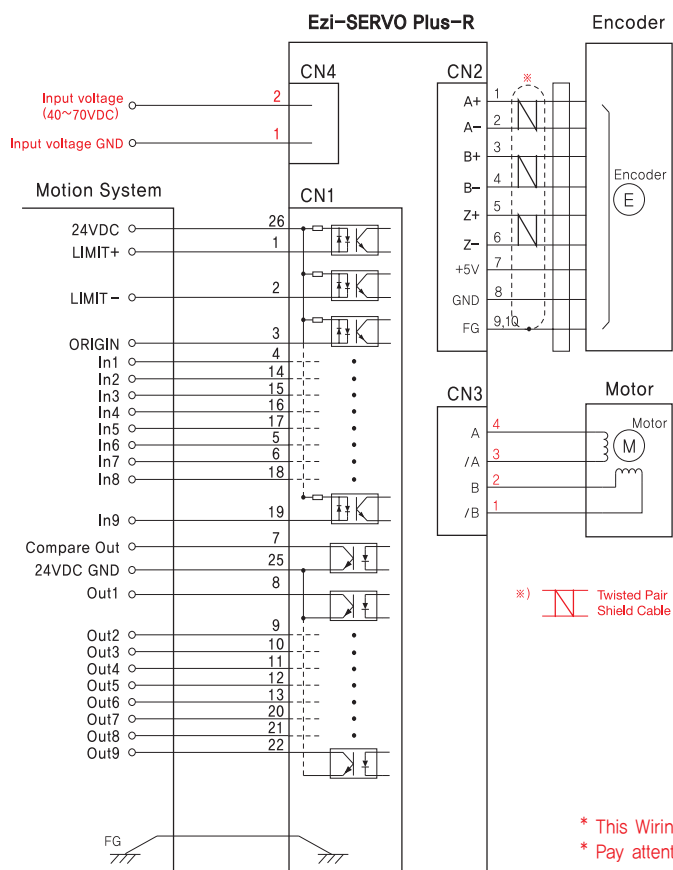 Ezi-SERVO Plus-R
Encoder
CN4
Input voltage
(40~70VDC)
2
Input voltage GND
1
CN2
※
A+ 1
A- 2
B+ 3
B- 4
Z+ 5
Z- 6
+5V 7
GND 8
FG 9,10
Encoder
E
Motion System
CN1
24VDC 26
LIMIT+ 1
LIMIT- 2
ORIGIN 3
In1 4
In2 14
In3 15
In4 16
In5 17
In6 5
In7 6
In8 18
In9 19
Compare Out 7
24VDC GND 25
Out1 8
Out2 9
Out3 10
Out4 11
Out5 12
Out6 13
Out7 20
Out8 21
Out9 22
FG
CN3
Motor
A 4
/A 3
B 2
/B 1
Motor
M
※) Twisted Pair
Shield Cable
* This Wirin
* Pay attent